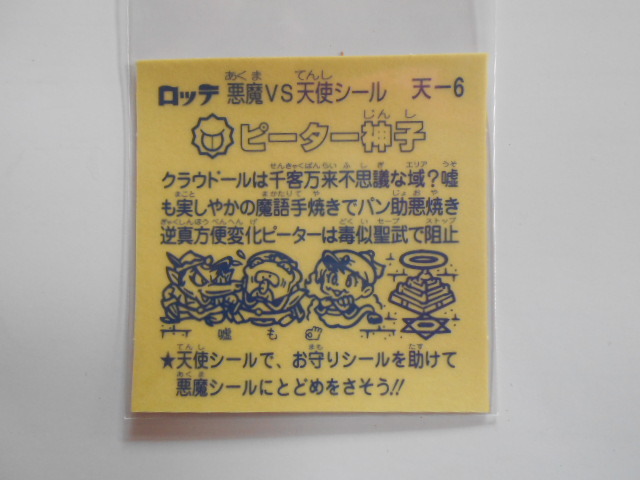 ロッテ 悪魔VS天使シール 天ー6
ピーター神子
クラウドールは千客万来不思議な域?嘘
も実しやかの魔語手焼きでパン助悪焼き
逆真方便変化ピーターは毒似聖武で阻止
嘘も
★天使シールで、お守りシールを助けて
悪魔シールにとどめをさそう!!